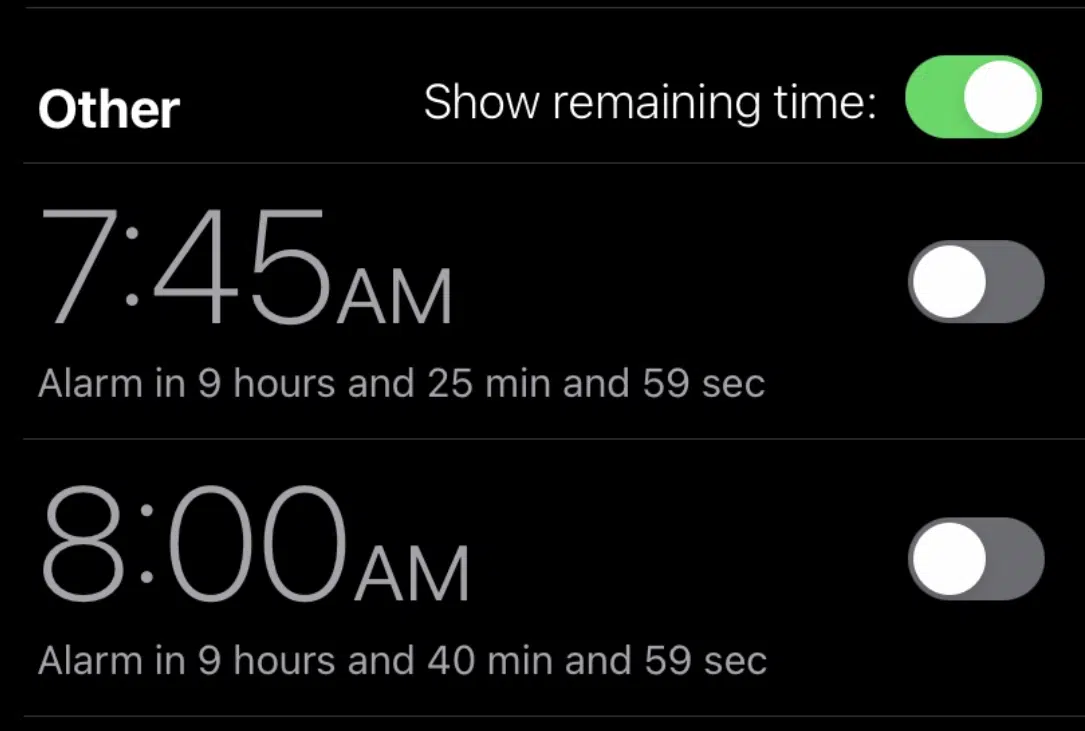 Other Show remaining time:
7:45AM
Alarm in 9 hours and 25 min and 59 sec
8:00AM
Alarm in 9 hours and 40 min and 59 sec